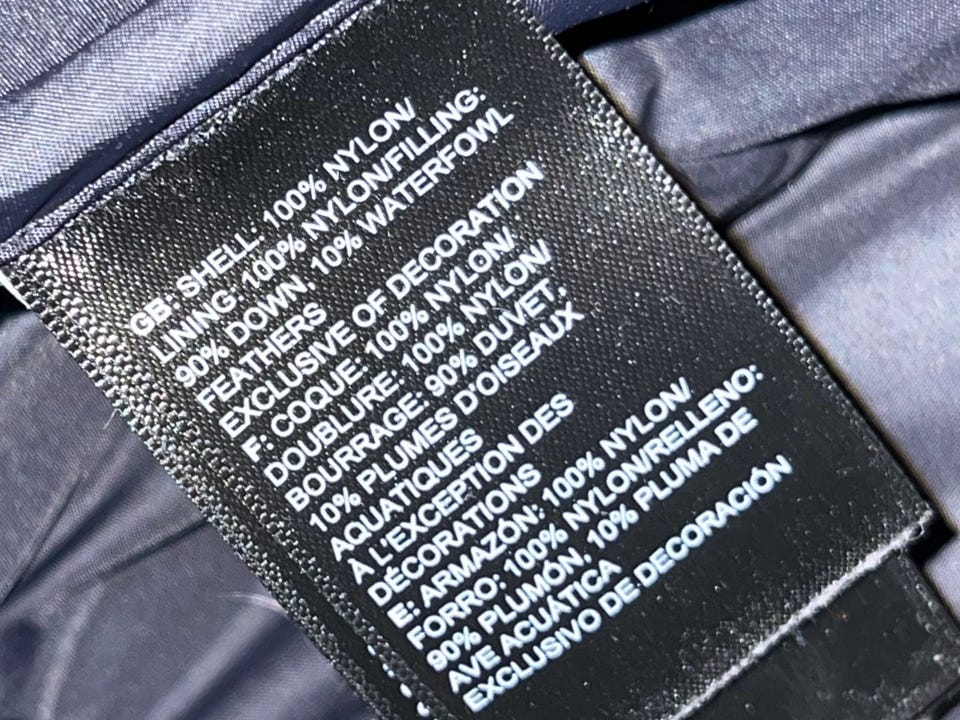 GB: SHELL: 100% NYLON/
LINING: 100% NYLON/FILLING:
90% DOWN, 10% WATERFOWL
FEATHERS
EXCLUSIVE OF DECORATION
F: COQUE: 100% NYLON/
DOUBLURE: 100% NYLON/
BOURRAGE: 90% DUVET,
10% PLUMES D'OISEAUX
AQUATIQUES
À L'EXCEPTION DES
DÉCORATIONS
E: ARMAZÓN: 100% NYLON/
FORRO: 100% NYLON/RELLENO:
90% PLUMÓN, 10% PLUMA DE
AVE ACUÁTICA
EXCLUSIVO DE DECORACIÓN